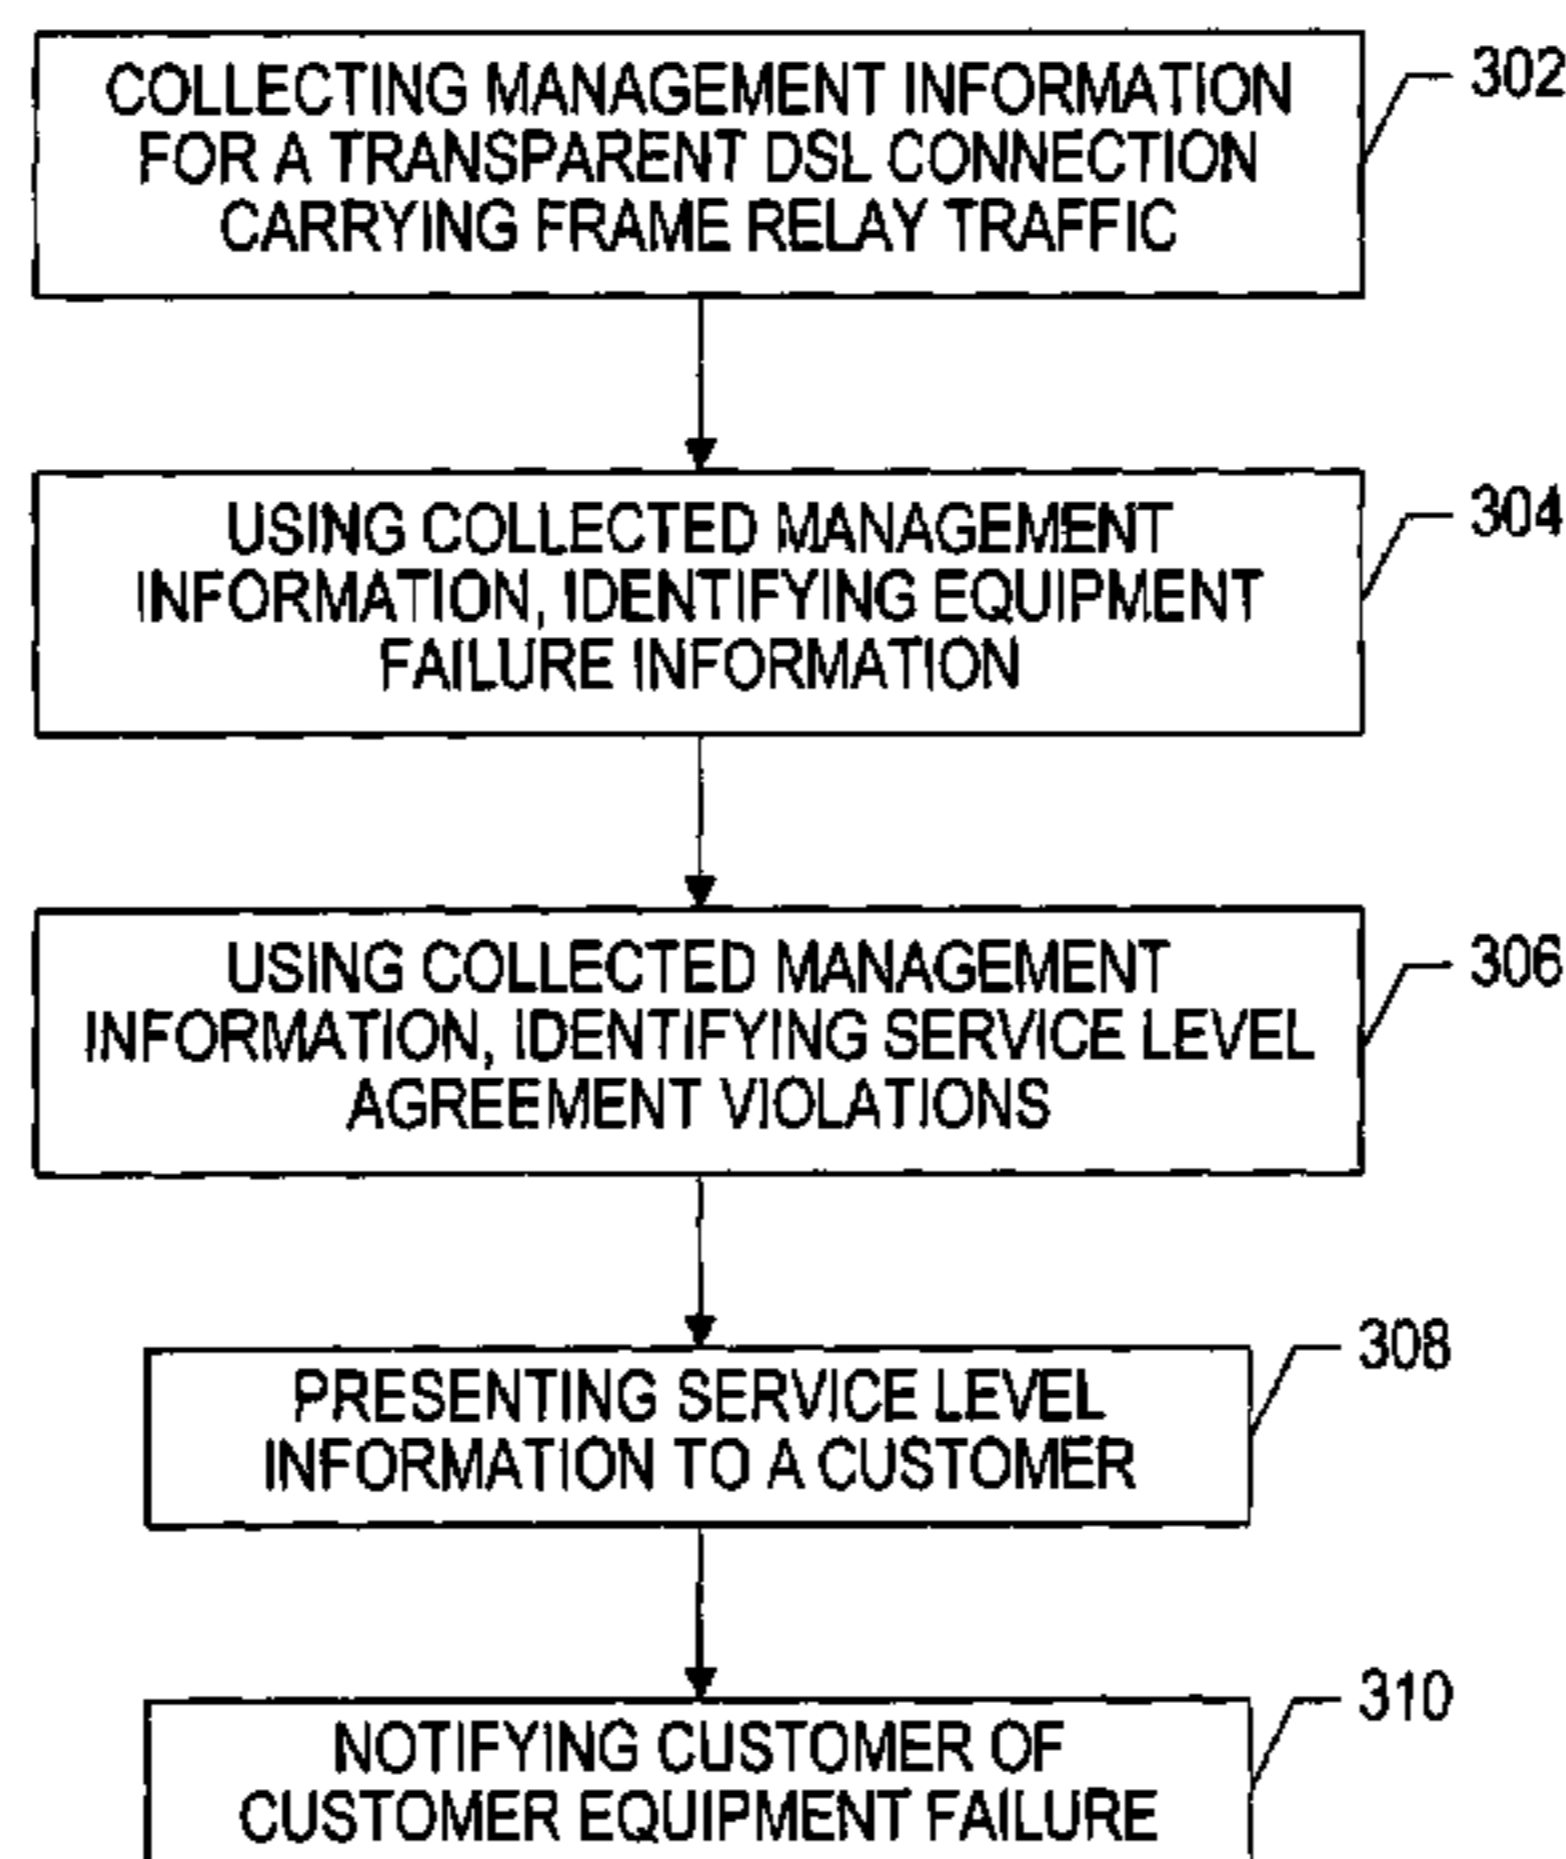 COLLECTING MANAGEMENT INFORMATION
FOR A TRANSPARENT DSL CONNECTION
CARRYING FRAME RELAY TRAFFIC
302
USING COLLECTED MANAGEMENT
INFORMATION, IDENTIFYING EQUIPMENT
FAILURE INFORMATION
304
USING COLLECTED MANAGEMENT
INFORMATION, IDENTIFYING SERVICE LEVEL
AGREEMENT VIOLATIONS
306
PRESENTING SERVICE LEVEL
INFORMATION TO A CUSTOMER
308
NOTIFYING CUSTOMER OF
CUSTOMER EQUIPMENT FAILURE
310